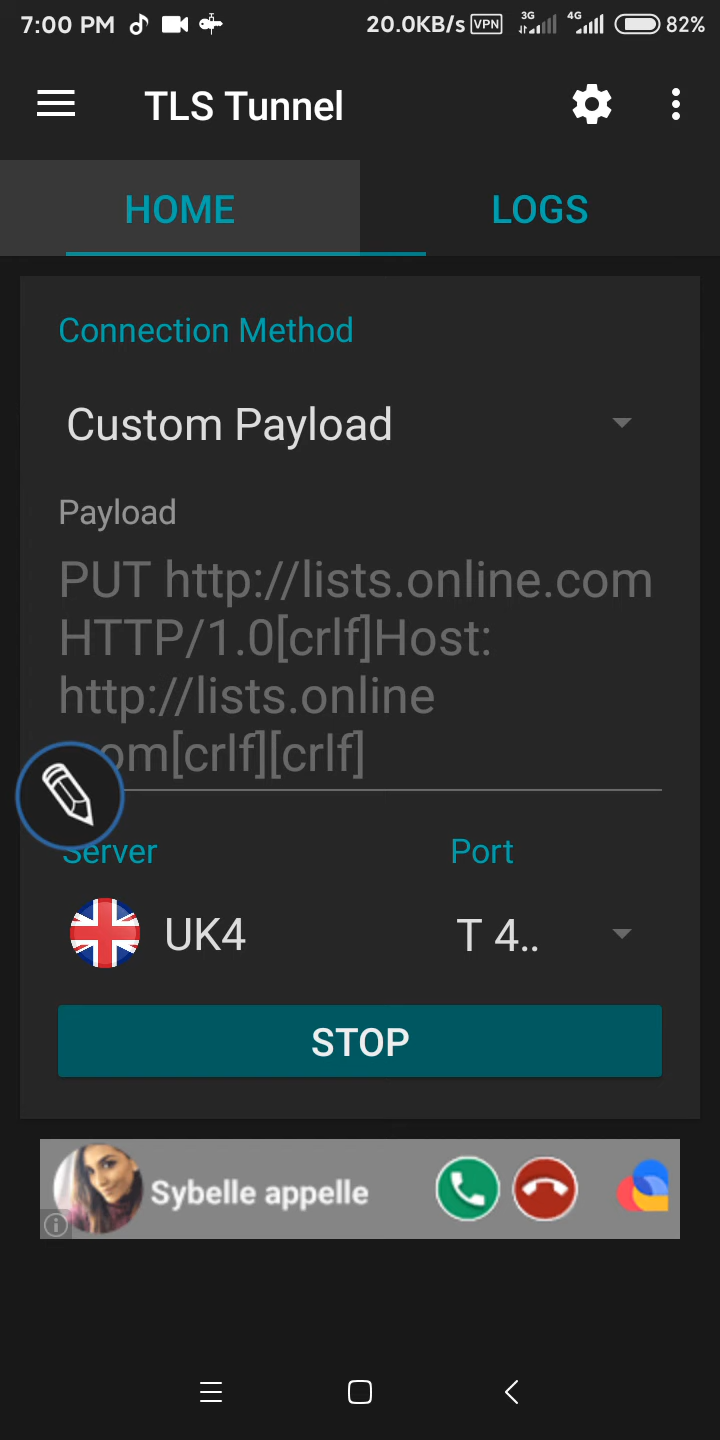 7:00 PM 20.0KB/s VPN 3G 4G 82%
TLS Tunnel
HOME LOGS
Connection Method
Custom Payload
Payload
PUT http://lists.online.com
HTTP/1.0[crlf]Host:
http://lists.online
om[crlf][crlf]
Server Port
UK4 T 4..
STOP
Sybelle appelle